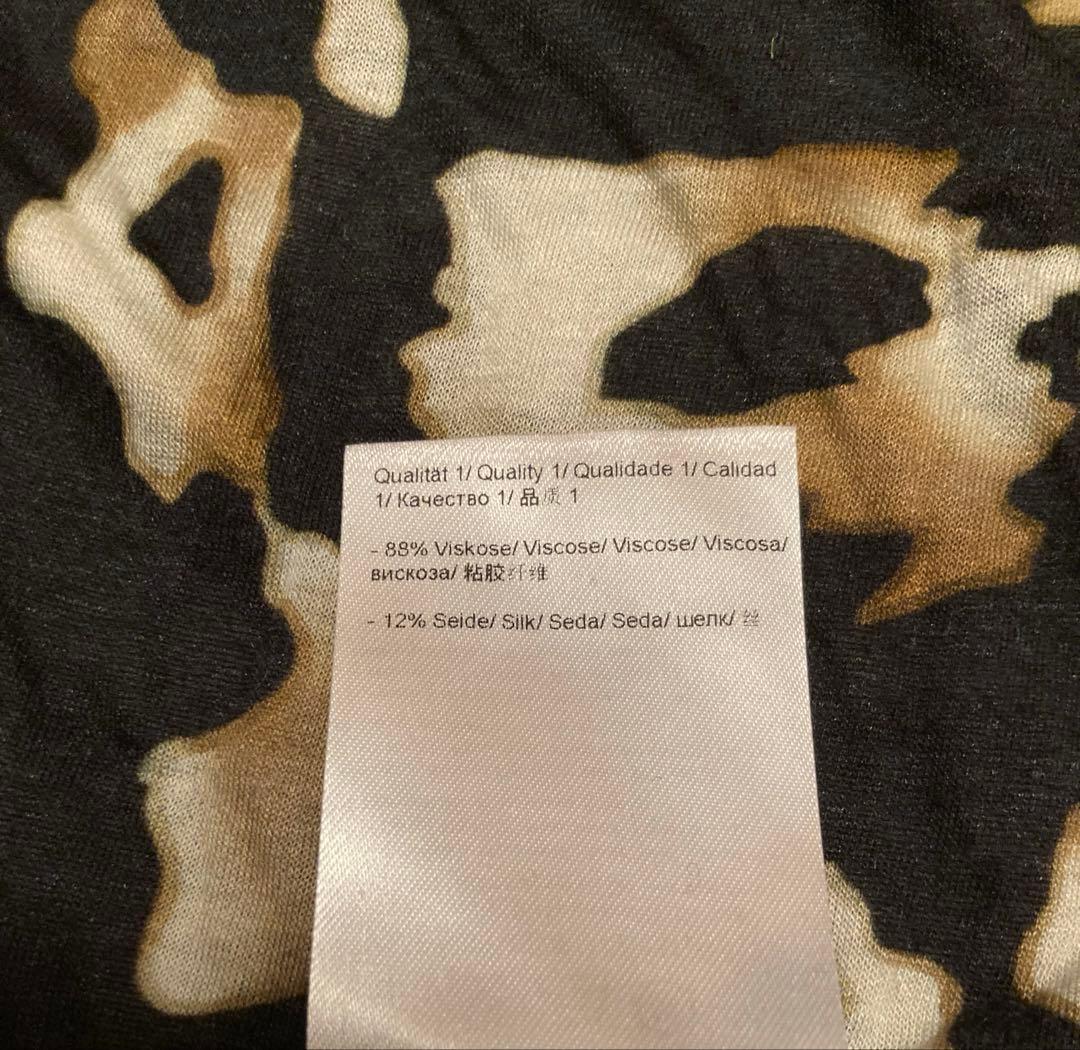 Qualität 1/ Quality 1/ Qualidade 1/ Calidad
1/ Качество 1/ 品质 1
- 88% Viskose/ Viscose/ Viscose/ Viscosa/
вискоза/ 粘胶纤维
- 12% Seide/ Silk/ Seda/ Seda/ шелк/ 丝